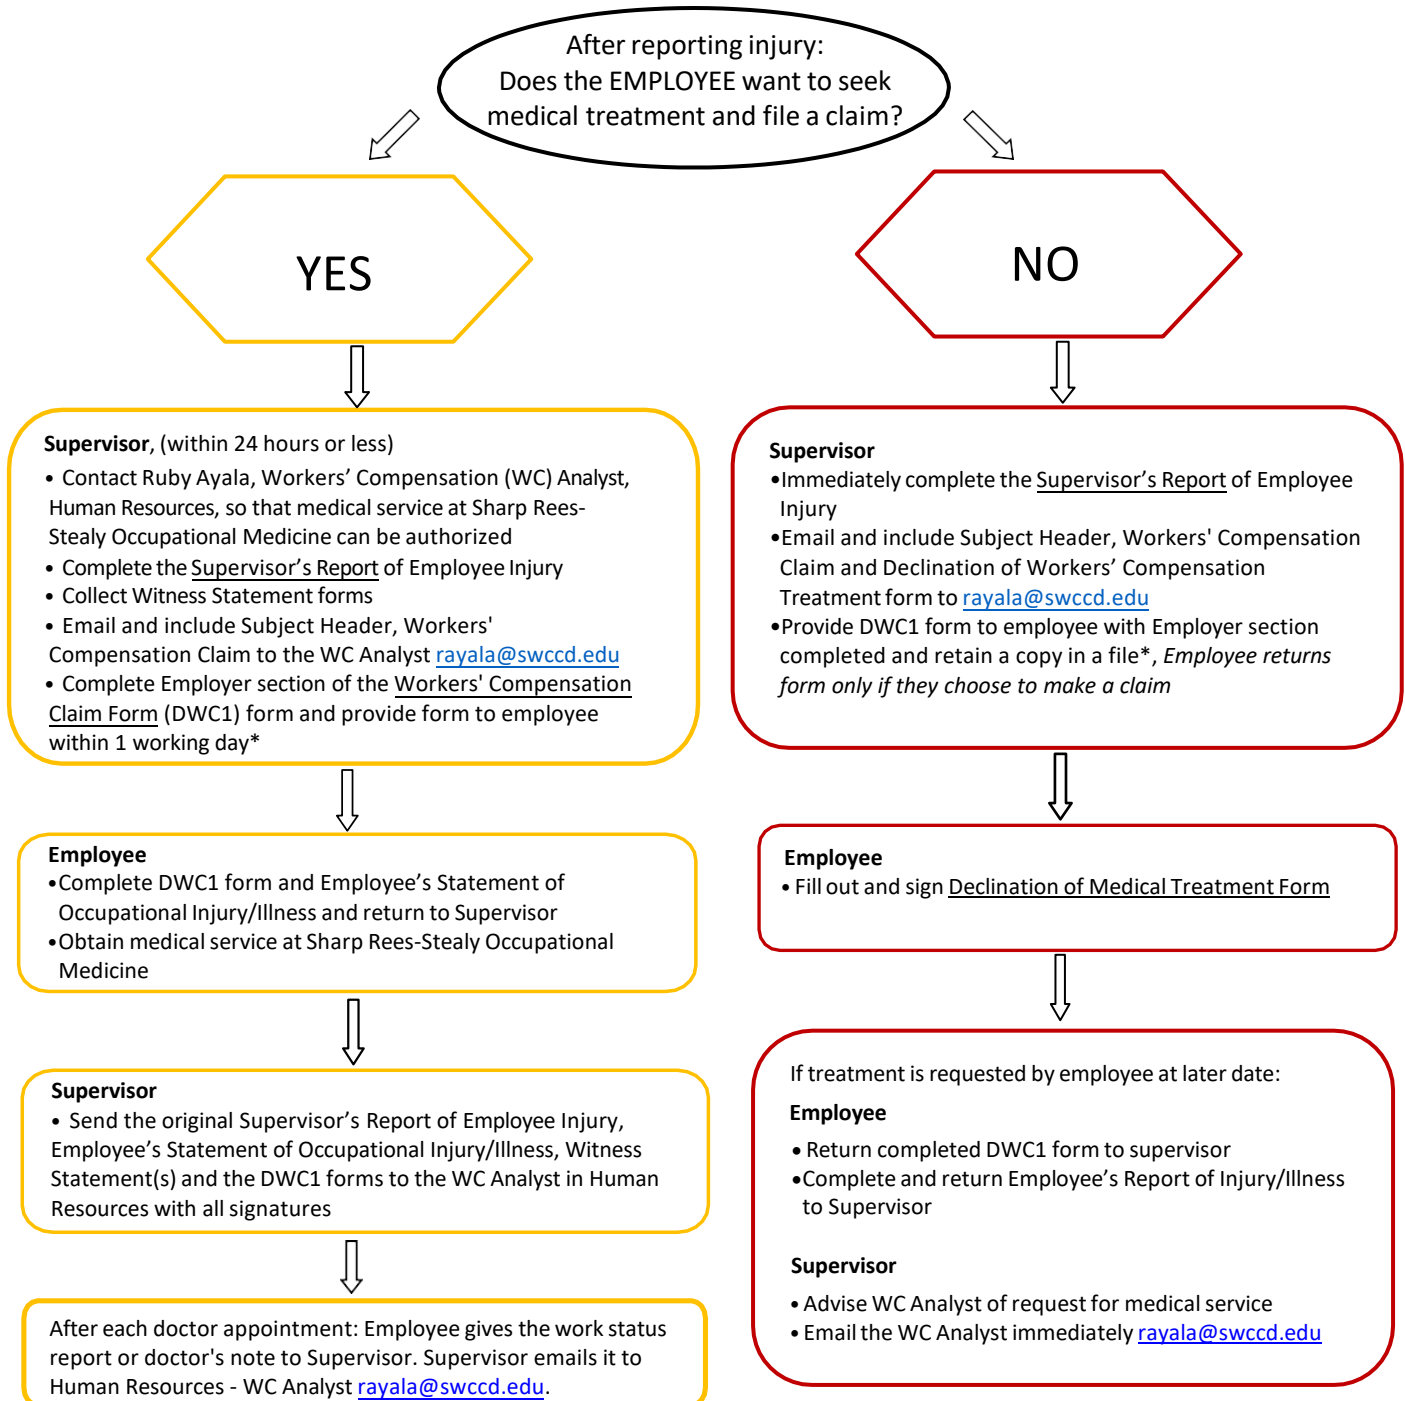 After reporting injury:
Does the EMPLOYEE want to seek
medical treatment and file a claim?
YES
NO
Supervisor, (within 24 hours or less)
• Contact Ruby Ayala, Workers’ Compensation (WC) Analyst,
Human Resources, so that medical service at Sharp Rees-
Stealy Occupational Medicine can be authorized
• Complete the Supervisor’s Report of Employee Injury
• Collect Witness Statement forms
• Email and include Subject Header, Workers'
Compensation Claim to the WC Analyst rayala@swccd.edu
• Complete Employer section of the Workers' Compensation
Claim Form (DWC1) form and provide form to employee
within 1 working day*
Employee
•Complete DWC1 form and Employee’s Statement of
Occupational Injury/Illness and return to Supervisor
•Obtain medical service at Sharp Rees-Stealy Occupational
Medicine
Supervisor
• Send the original Supervisor’s Report of Employee Injury,
Employee’s Statement of Occupational Injury/Illness, Witness
Statement(s) and the DWC1 forms to the WC Analyst in Human
Resources with all signatures
After each doctor appointment: Employee gives the work status
report or doctor's note to Supervisor. Supervisor emails it to
Human Resources - WC Analyst rayala@swccd.edu.
Supervisor
•Immediately complete the Supervisor’s Report of Employee
Injury
•Email and include Subject Header, Workers' Compensation
Claim and Declination of Workers’ Compensation
Treatment form to rayala@swccd.edu
•Provide DWC1 form to employee with Employer section
completed and retain a copy in a file*, Employee returns
form only if they choose to make a claim
Employee
• Fill out and sign Declination of Medical Treatment Form
If treatment is requested by employee at later date:
Employee
• Return completed DWC1 form to supervisor
•Complete and return Employee’s Report of Injury/Illness
to Supervisor
Supervisor
• Advise WC Analyst of request for medical service
• Email the WC Analyst immediately rayala@swccd.edu